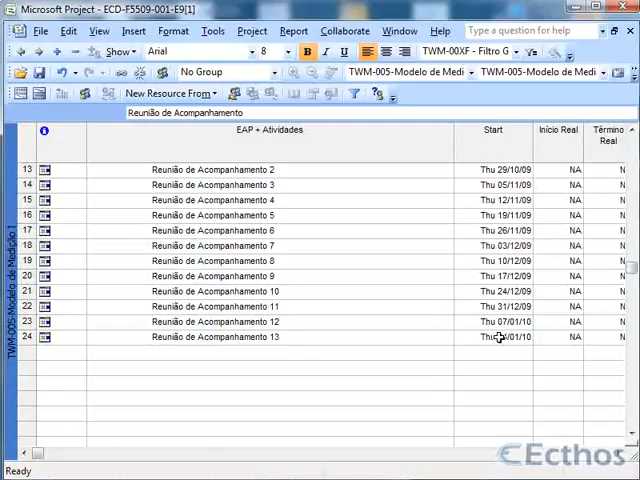 Microsoft Project - ECD-F5509-001-E9[1]
File Edit View Insert Format Tools Project Report Collaborate Window Help Type a question for help
Show Arial 8 B I U TWM-00XF - Filtro G
No Group TWM-005-Modelo de Medi TWM-005-Modelo de Medi
New Resource From
Reunião de Acompanhamento
EAP + Atividades Start Início Real Término Real
13 Reunião de Acompanhamento 2 Thu 29/10/09 NA N
14 Reunião de Acompanhamento 3 Thu 05/11/09 NA N
15 Reunião de Acompanhamento 4 Thu 12/11/09 NA N
16 Reunião de Acompanhamento 5 Thu 19/11/09 NA N
17 Reunião de Acompanhamento 6 Thu 26/11/09 NA N
18 Reunião de Acompanhamento 7 Thu 03/12/09 NA N
19 Reunião de Acompanhamento 8 Thu 10/12/09 NA N
20 Reunião de Acompanhamento 9 Thu 17/12/09 NA N
21 Reunião de Acompanhamento 10 Thu 24/12/09 NA N
22 Reunião de Acompanhamento 11 Thu 31/12/09 NA N
23 Reunião de Acompanhamento 12 Thu 07/01/10 NA N
24 Reunião de Acompanhamento 13 Thu /01/10 NA N
TWM-005-Modelo de Medição 1
Ecthos
Ready